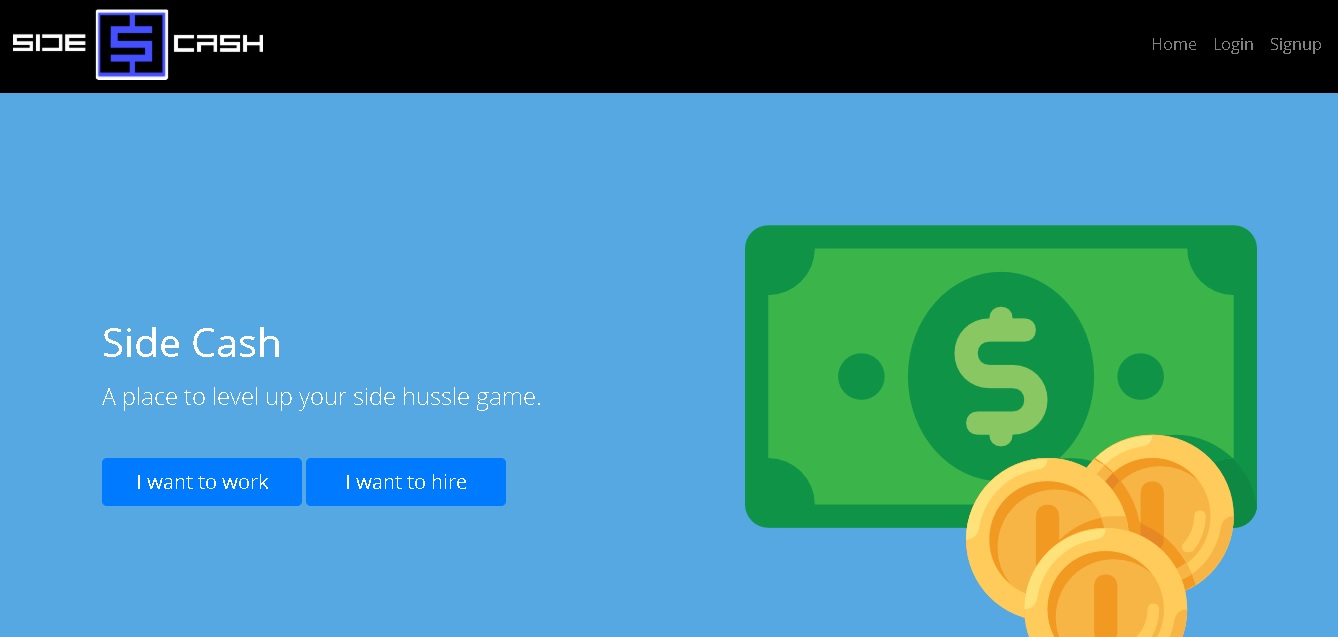 SIDE $ CASH
Home Login Signup
Side Cash
A place to level up your side hussle game.
I want to work I want to hire
$